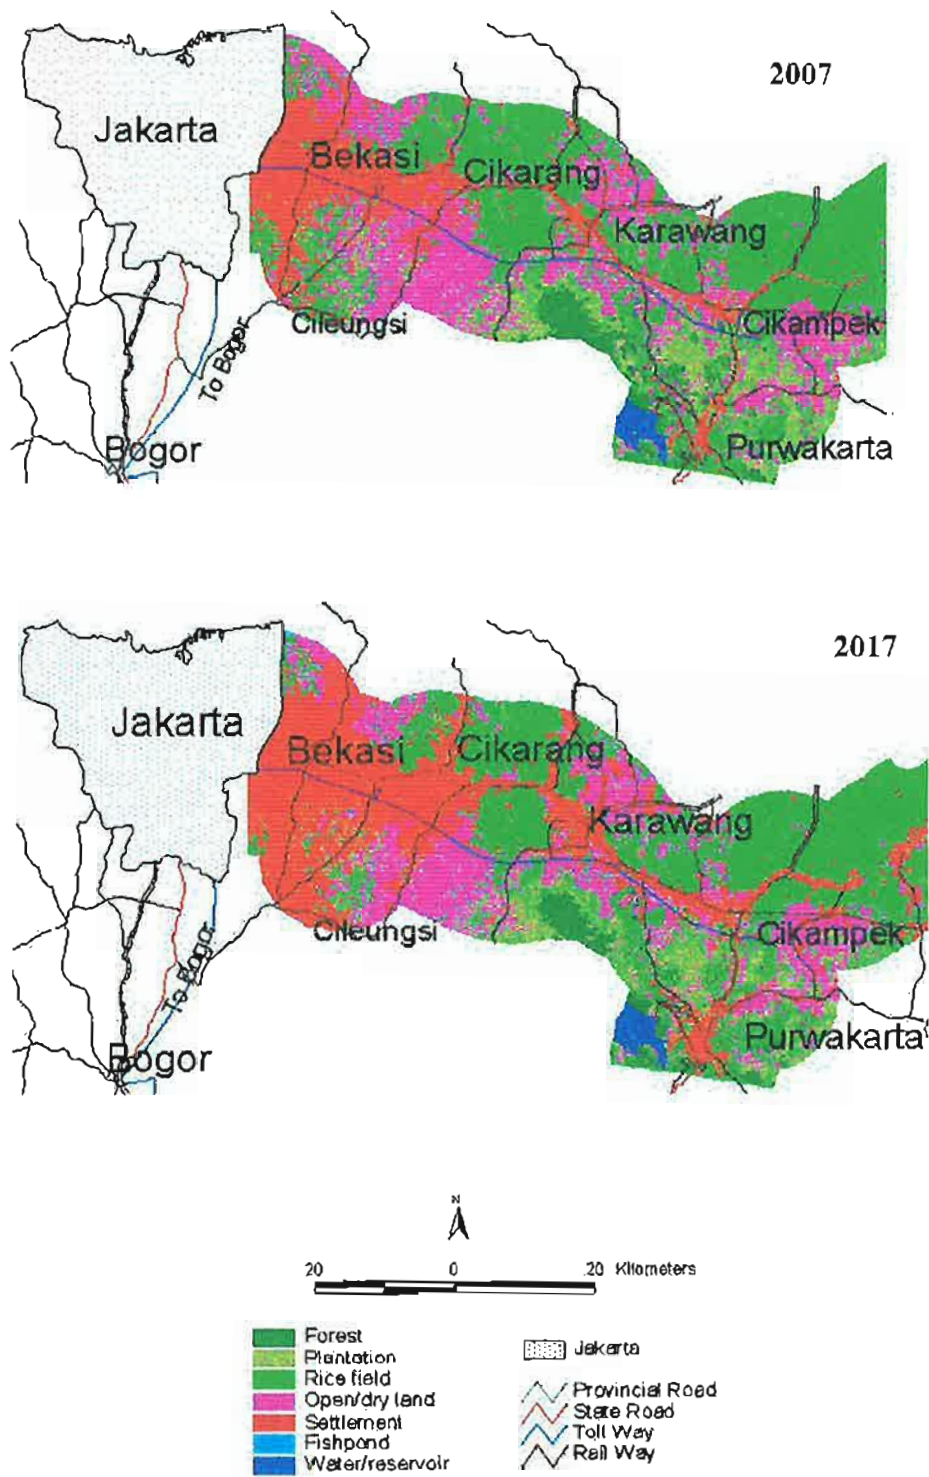 2007
Jakarta
Bekasi
Cikarang
Karawang
Cileungsi
Cikampek
To Bogor
Bogor
Purwakarta
2017
Jakarta
Bekasi
Cikarang
Karawang
Cileungsi
Cikampek
To Bogor
Bogor
Purwakarta
N
20 0 20 Kilometers
Forest
Plantation
Rice field
Open/dry land
Settlement
Fishpond
Water/reservoir
Jakarta
Provincial Road
State Road
Toll Way
Rail Way